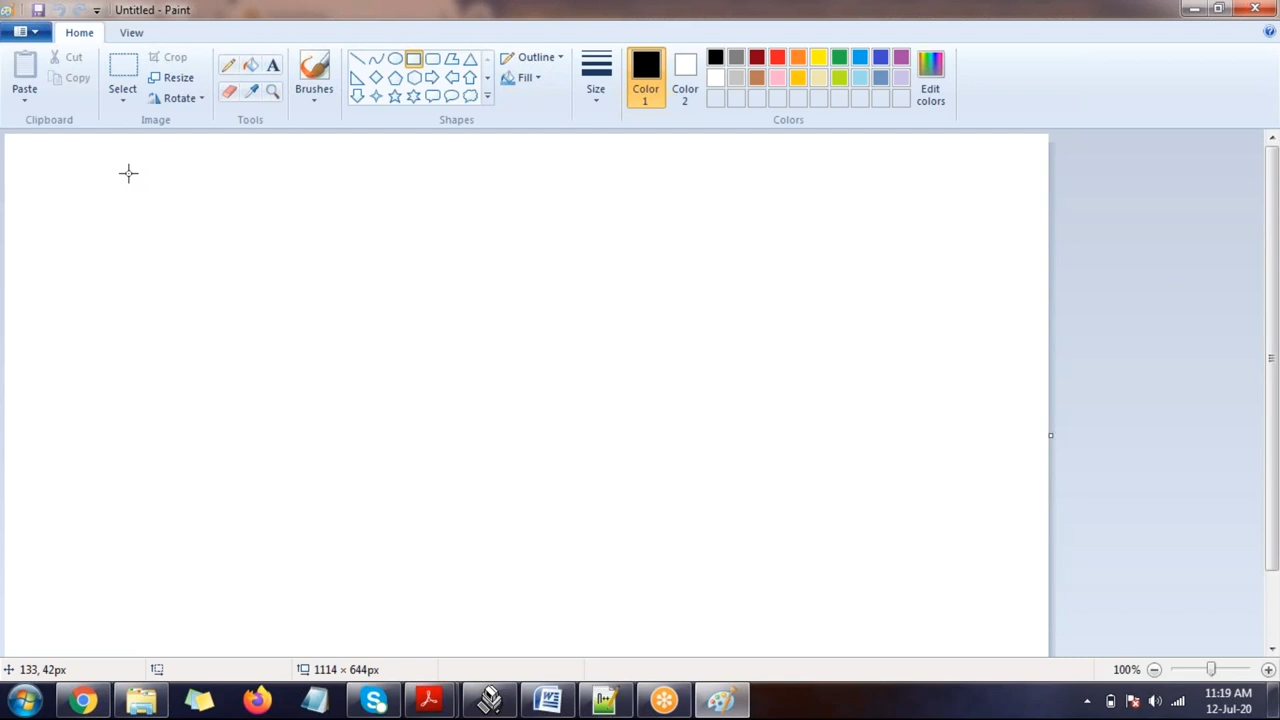 Untitled - Paint
Home View
Cut
Copy
Paste
Clipboard
Select
Crop
Resize
Rotate
Image
A
Tools
Brushes
Outline
Fill
Shapes
Size
Color 1
Color 2
Edit colors
Colors
133, 42px
1114 × 644px
100%
N++
11:19 AM
12-Jul-20